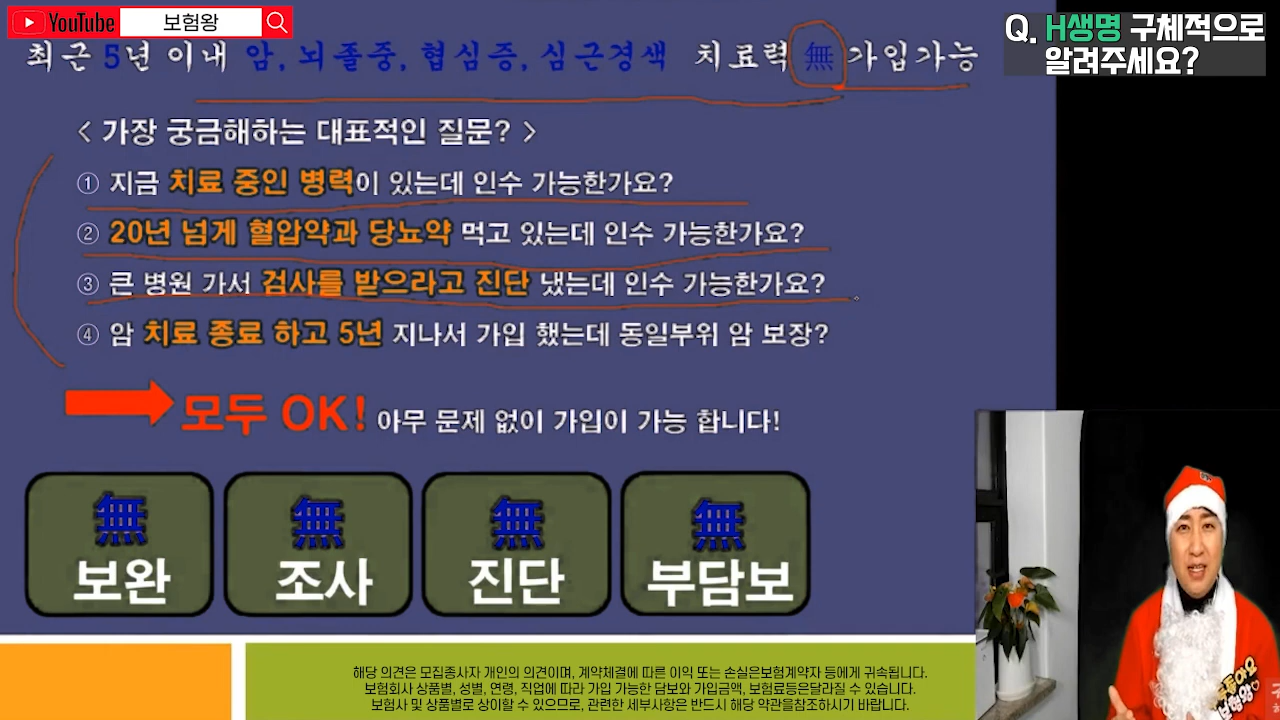 YouTube 보험왕
Q. H생명 구체적으로
알려주세요?
최근 5년 이내 암, 뇌졸중, 협심증, 심근경색 치료력 無 가입가능
< 가장 궁금해하는 대표적인 질문? >
① 지금 치료 중인 병력이 있는데 인수 가능한가요?
② 20년 넘게 혈압약과 당뇨약 먹고 있는데 인수 가능한가요?
③ 큰 병원 가서 검사를 받으라고 진단 냈는데 인수 가능한가요?
④ 암 치료 종료 하고 5년 지나서 가입 했는데 동일부위 암 보장?
모두 OK! 아무 문제 없이 가입이 가능 합니다!
無 無 無 無
보완 조사 진단 부담보
해당 의견은 모집종사자 개인의 의견이며, 계약체결에 따른 이익 또는 손실은보험계약자 등에게 귀속됩니다.
보험회사 상품별, 성별, 연령, 직업에 따라 가입 가능한 담보와 가입금액, 보험료등은달라질 수 있습니다.
보험사 및 상품별로 상이할 수 있으므로, 관련한 세부사항은 반드시 해당 약관을참조하시기 바랍니다.
보험왕